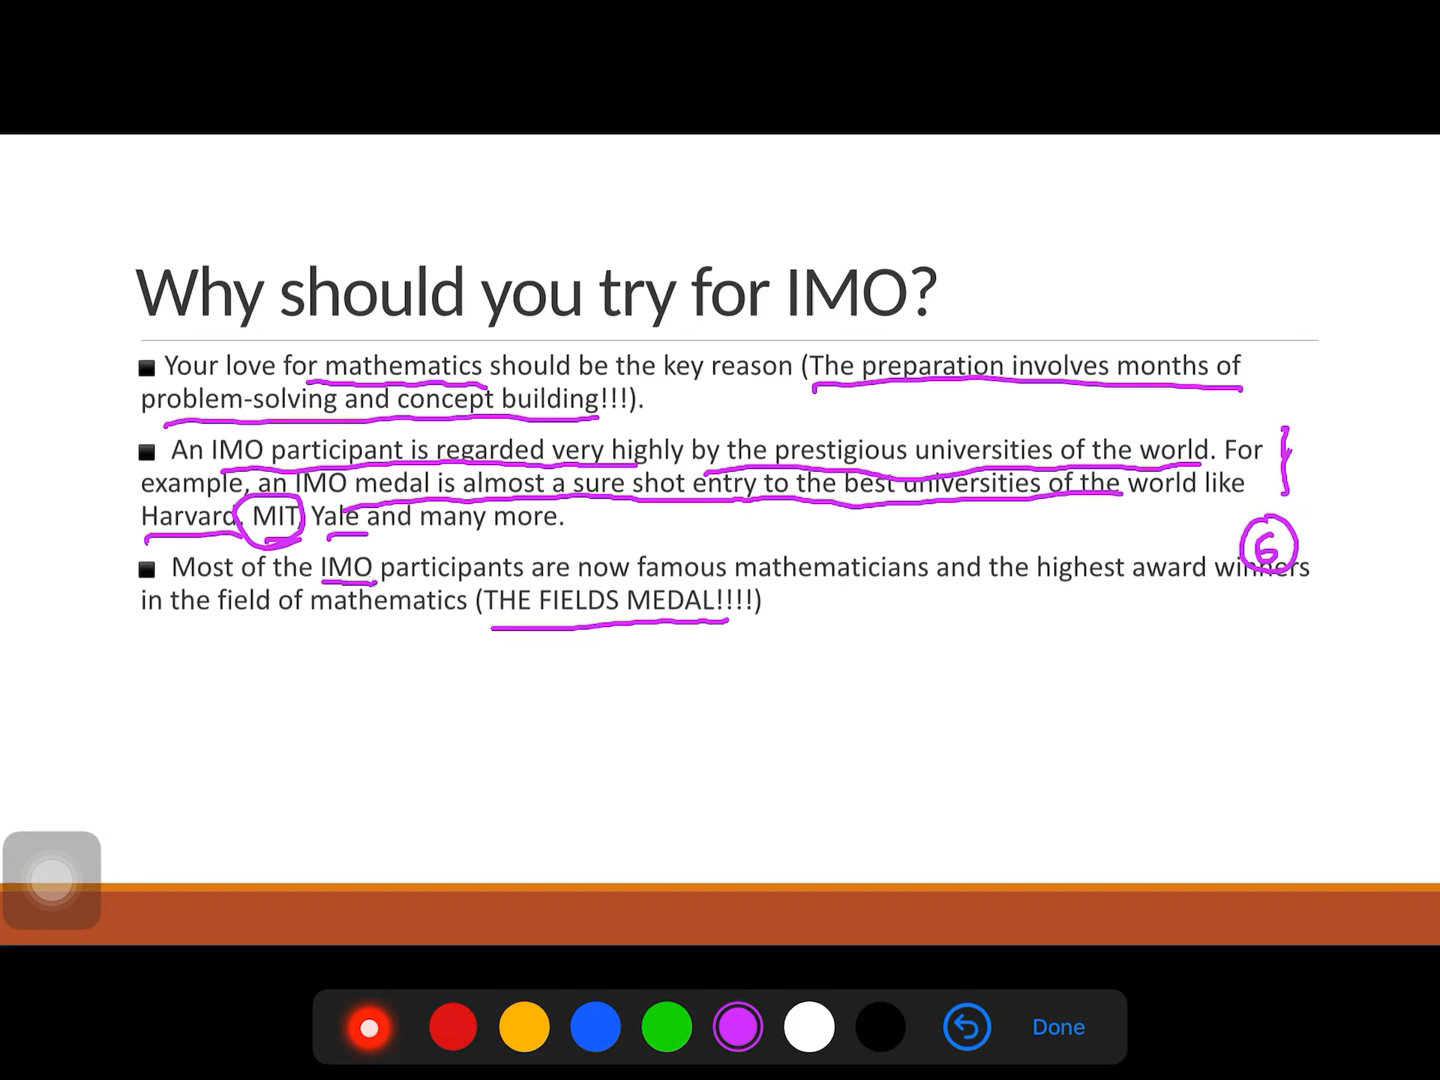 Why should you try for IMO?
Your love for mathematics should be the key reason (The preparation involves months of
problem-solving and concept building!!!).
An IMO participant is regarded very highly by the prestigious universities of the world. For
example, an IMO medal is almost a sure shot entry to the best universities of the world like
Harvard, MIT, Yale and many more.
6
Most of the IMO participants are now famous mathematicians and the highest award winners
in the field of mathematics (THE FIELDS MEDAL!!!!)
Done